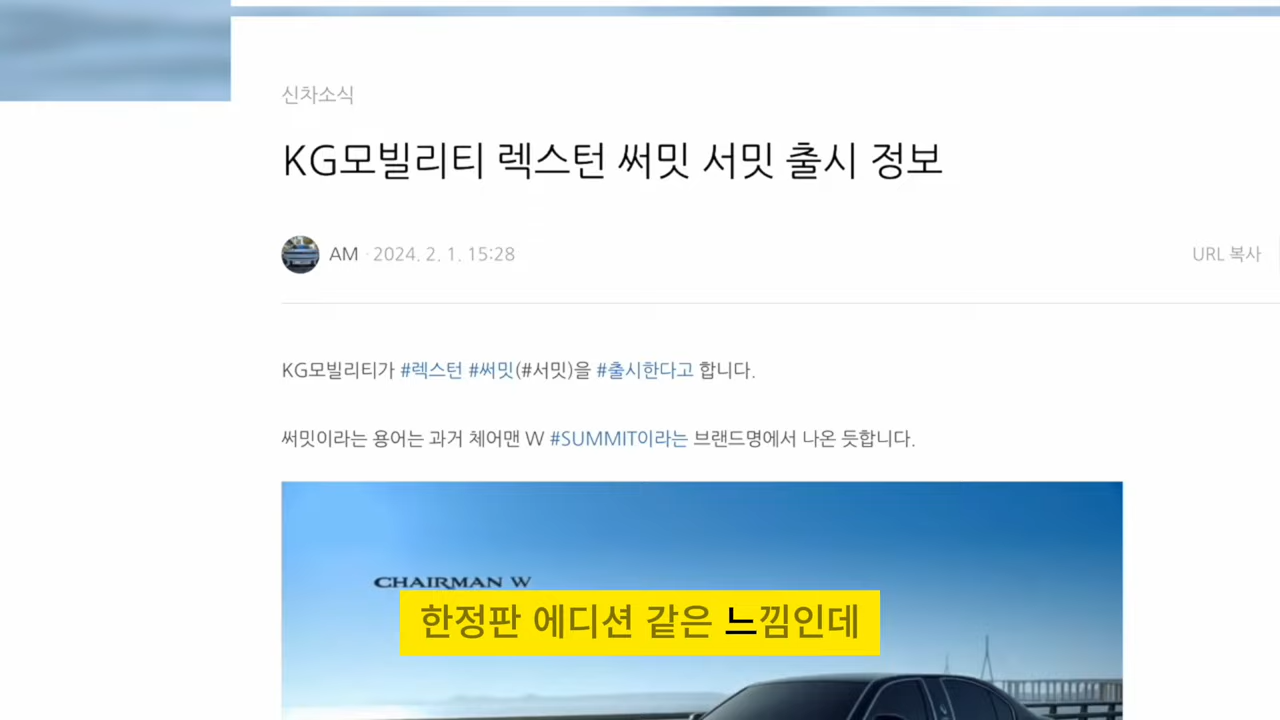 신차소식
KG모빌리티 렉스턴 써밋 서밋 출시 정보
AM · 2024. 2. 1. 15:28
URL 복사
KG모빌리티가 #렉스턴 #써밋(#서밋)을 #출시한다고 합니다.
써밋이라는 용어는 과거 체어맨 W #SUMMIT이라는 브랜드명에서 나온 듯합니다.
CHAIRMAN W
한정판 에디션 같은 느낌인데